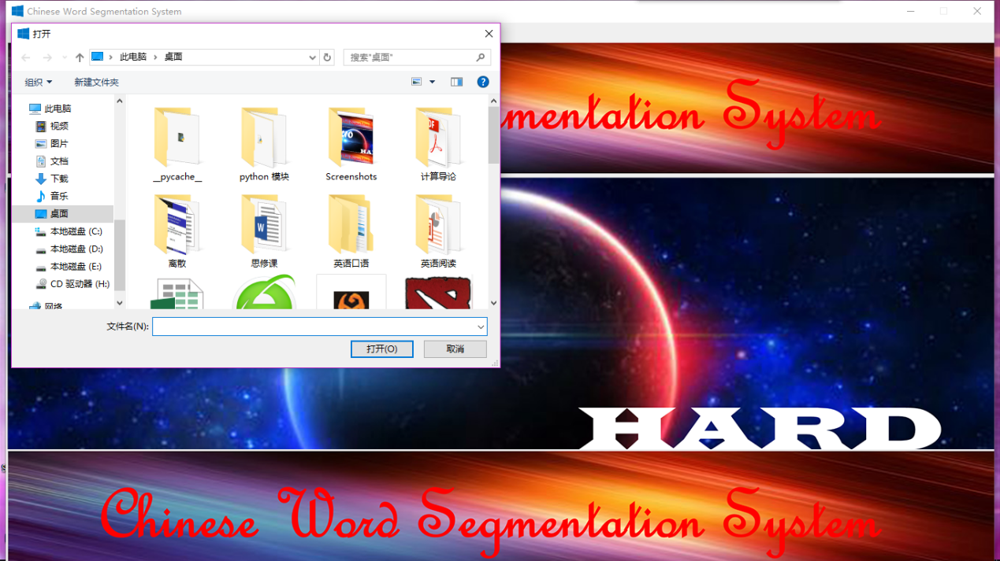 Chinese Word Segmentation System
打开
此电脑 › 桌面
搜索"桌面"
组织
新建文件夹
此电脑
视频
图片
文档
下载
音乐
桌面
本地磁盘 (C:)
本地磁盘 (D:)
本地磁盘 (E:)
CD 驱动器 (H:)
网络
__pycache__
python 模块
Screenshots
计算导论
离散
思修课
英语口语
英语阅读
文件名(N):
打开(O)
取消
mentation System
HARD
Chinese Word Segmentation System